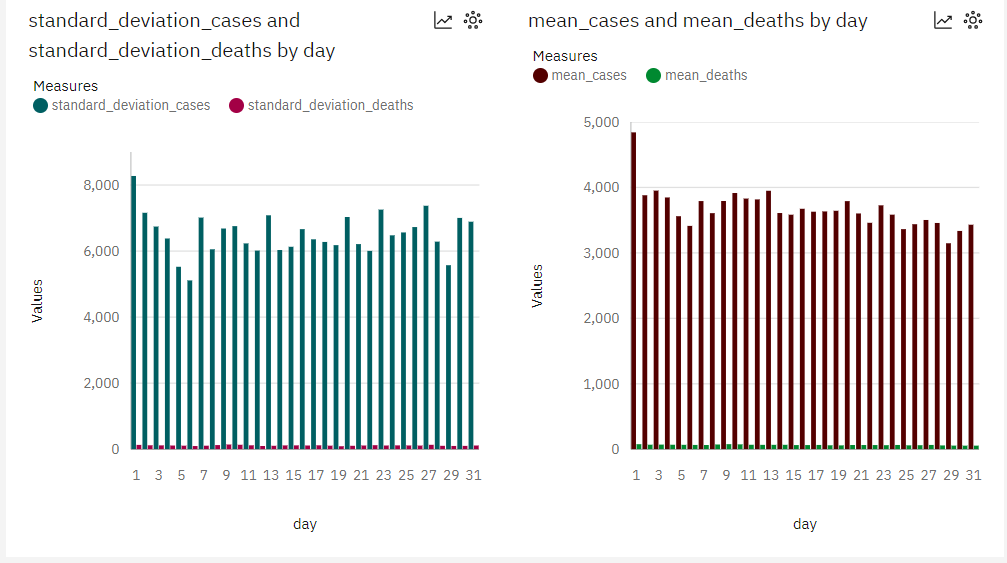 standard_deviation_cases and
standard_deviation_deaths by day
Measures
standard_deviation_cases standard_deviation_deaths
8,000
6,000
4,000
2,000
0
Values
1 3 5 7 9 11 13 15 17 19 21 23 25 27 29 31
day
mean_cases and mean_deaths by day
Measures
mean_cases mean_deaths
5,000
4,000
3,000
2,000
1,000
0
Values
1 3 5 7 9 11 13 15 17 19 21 23 25 27 29 31
day